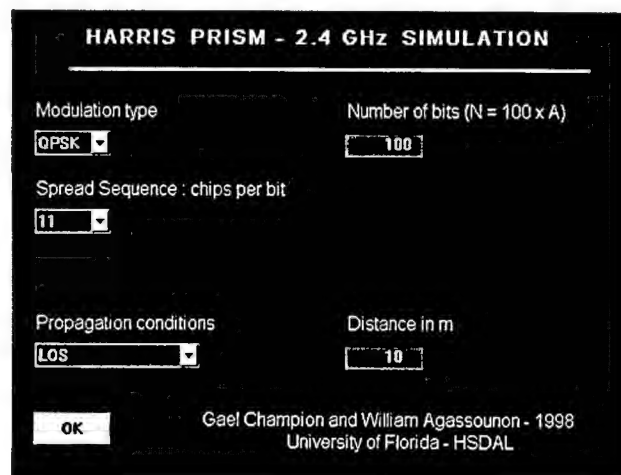 HARRIS PRISM - 2.4 GHz SIMULATION
Modulation type
Number of bits (N = 100 x A)
QPSK
100
Spread Sequence : chips per bit
11
Propagation conditions
Distance in m
LOS
10
OK
Gael Champion and William Agassounon - 1998
University of Florida - HSDAL